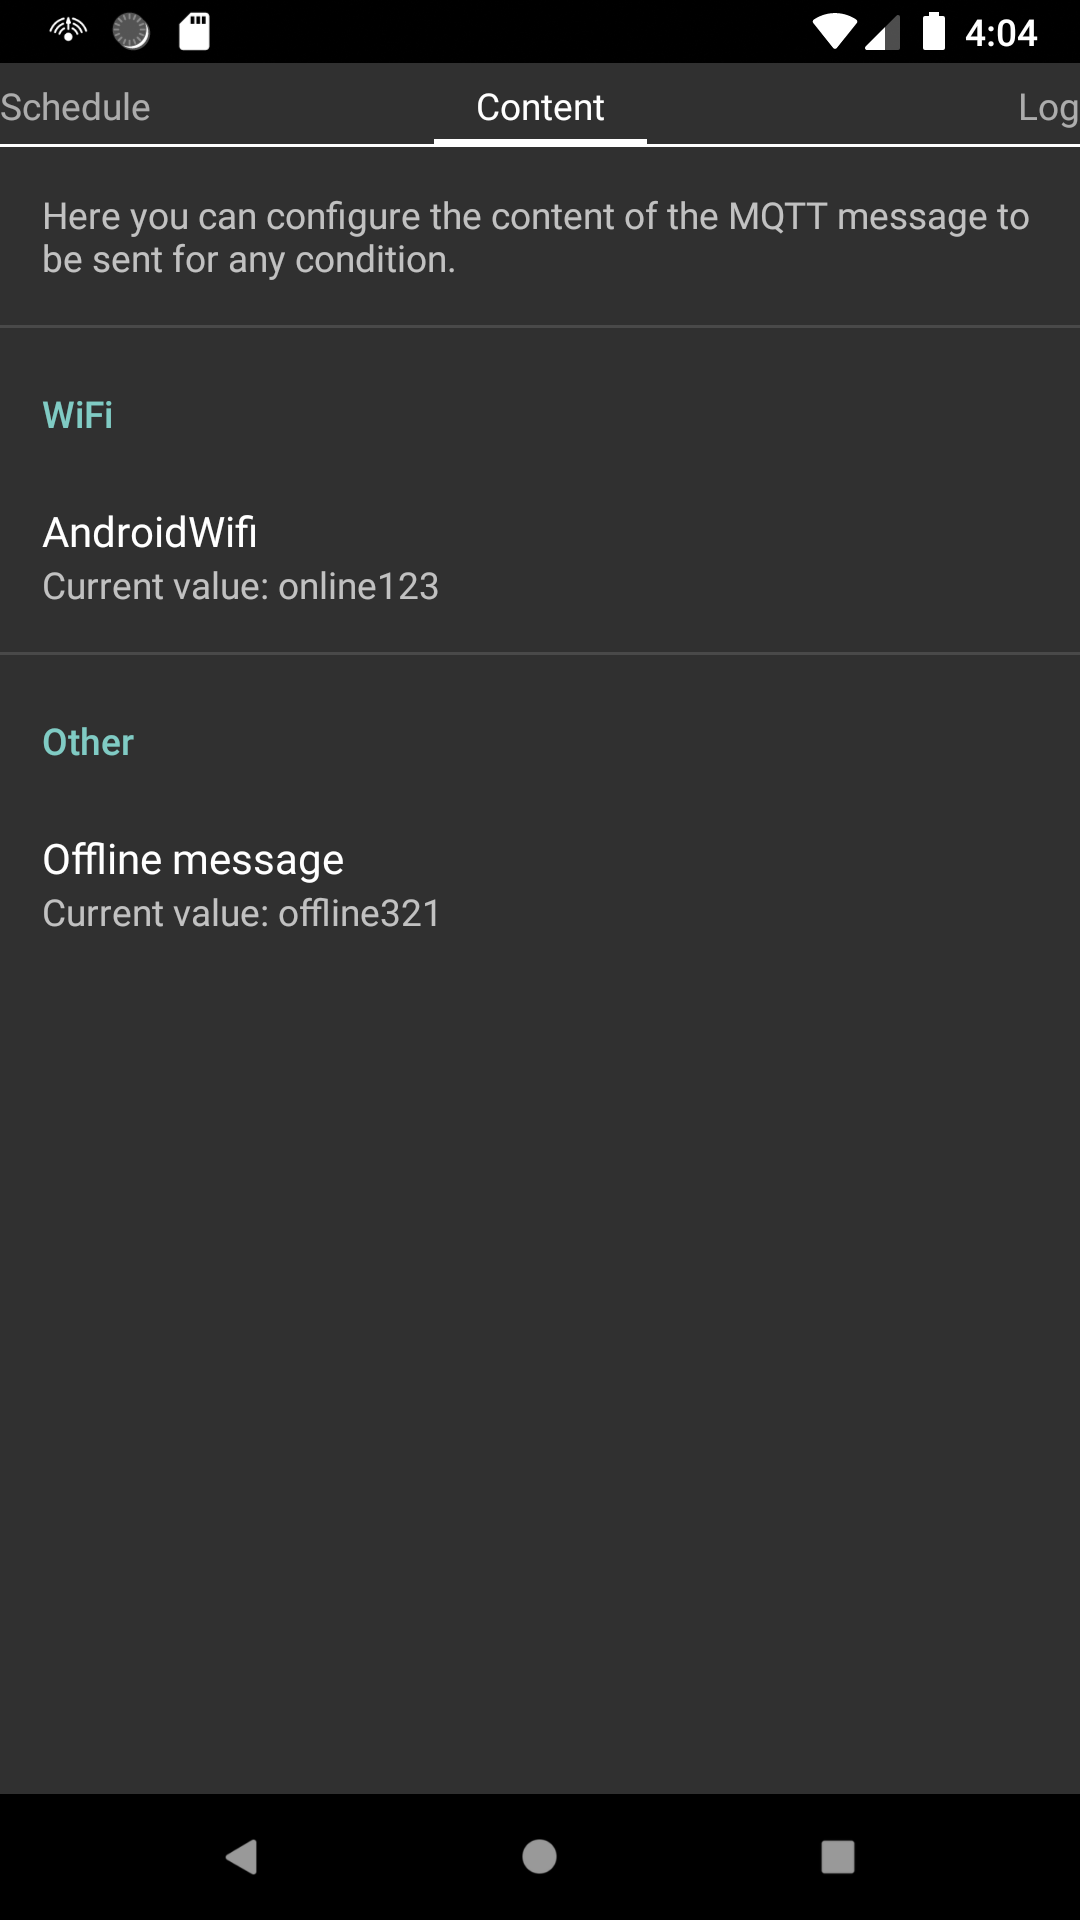 4:04
Schedule
Content
Log
Here you can configure the content of the MQTT message to
be sent for any condition.
WiFi
AndroidWifi
Current value: online123
Other
Offline message
Current value: offline321